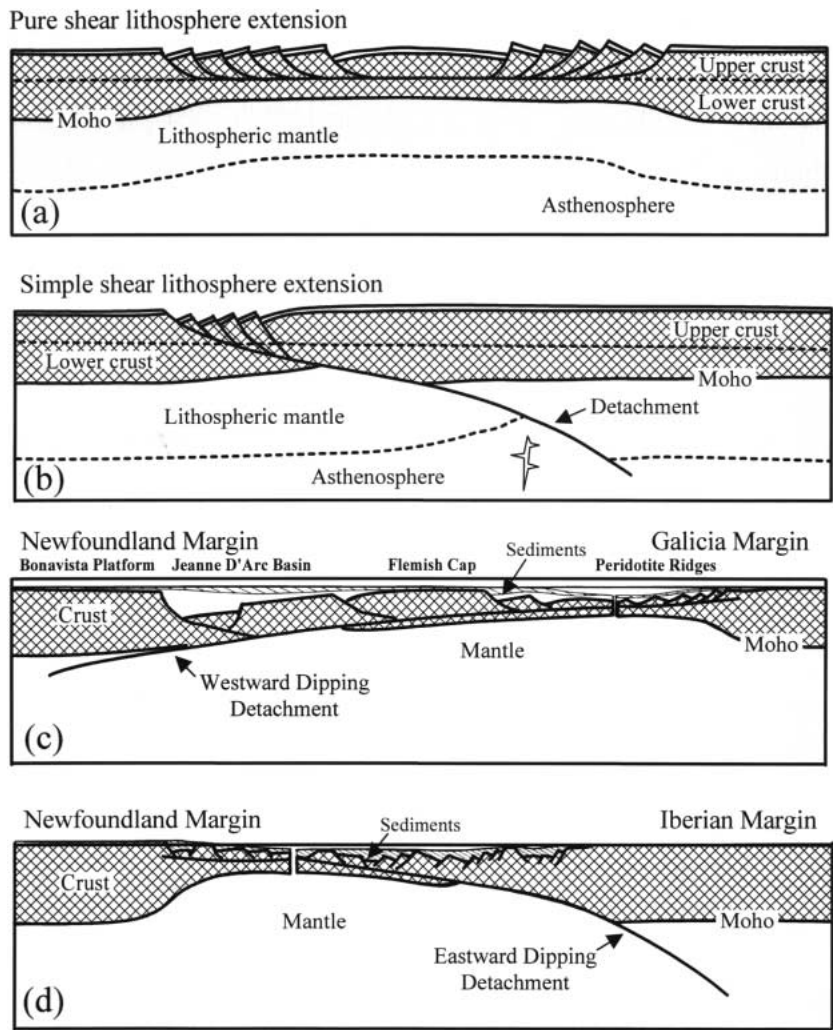 Pure shear lithosphere extension
Upper crust
Lower crust
Moho
Lithospheric mantle
Asthenosphere
(a)
Simple shear lithosphere extension
Upper crust
Lower crust
Moho
Lithospheric mantle
Detachment
Asthenosphere
(b)
Newfoundland Margin
Galicia Margin
Sediments
Bonavista Platform
Jeanne D'Arc Basin
Flemish Cap
Peridotite Ridges
Crust
Mantle
Moho
Westward Dipping
Detachment
(c)
Newfoundland Margin
Iberian Margin
Sediments
Crust
Mantle
Moho
Eastward Dipping
Detachment
(d)